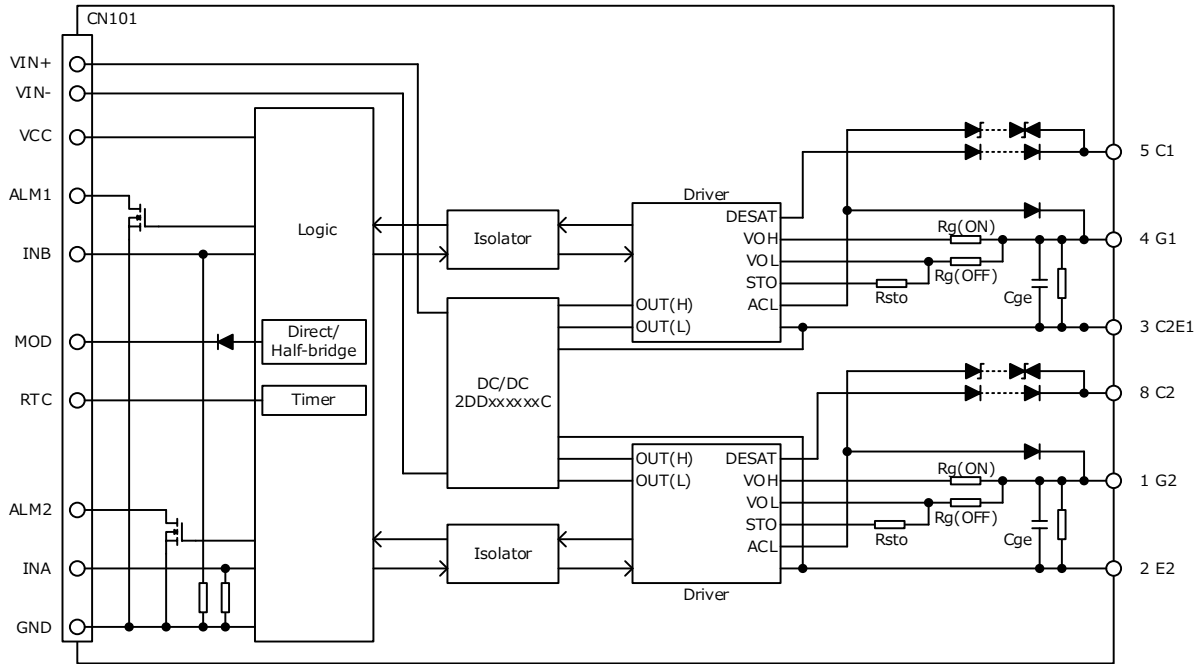 CN101
VIN+
VIN-
VCC
ALM1
INB
MOD
RTC
ALM2
INA
GND
Logic
Direct/
Half-bridge
Timer
Isolator
DC/DC
2DDxxxxxxC
Isolator
Driver
DESAT
VOH
VOL
STO
ACL
OUT(H)
OUT(L)
Rg(ON)
Rg(OFF)
Rsto
Cge
5 C1
4 G1
3 C2E1
OUT(H)
OUT(L)
DESAT
VOH
VOL
STO
ACL
Driver
Rg(ON)
Rg(OFF)
Rsto
Cge
8 C2
1 G2
2 E2